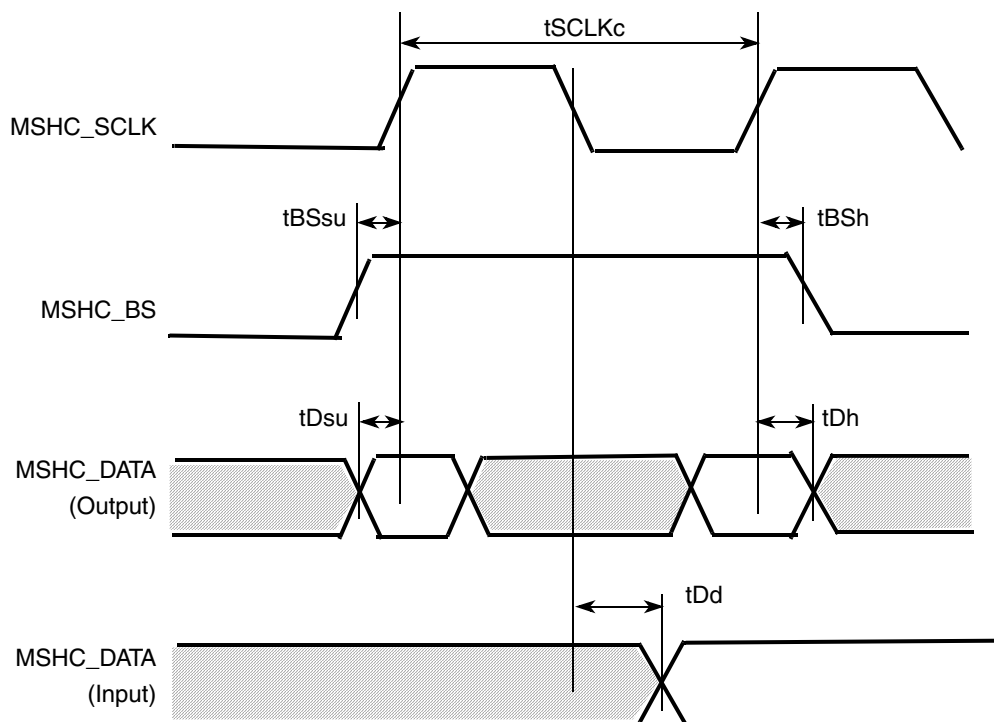 tSCLKc
MSHC_SCLK
tBSsu
tBSh
MSHC_BS
tDsu
tDh
MSHC_DATA
(Output)
tDd
MSHC_DATA
(Input)